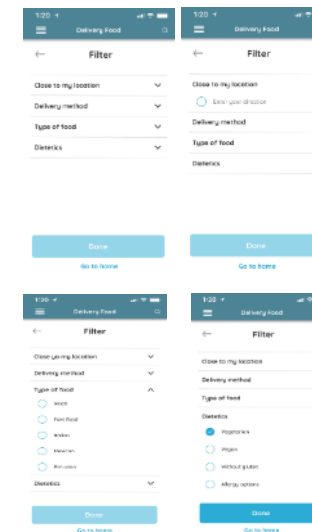 1:20
Delivery Food
Filter
Close to my location
Delivery method
Type of food
Dietetics
Done
Go to home
1:20
Delivery Food
Filter
Close to my location
Enter your direction
Delivery method
Type of food
Dietetics
Done
Go to home
1:20
Delivery Food
Filter
Close yo my location
Delivery method
Type of food
Fast food
Indian
Mexican
Dietetics
Done
Go to home
1:20
Delivery Food
Filter
Close to my location
Delivery method
Type of food
Dietetics
Vegetarian
Vegan
Without gluten
Allergy options
Done
Go to home